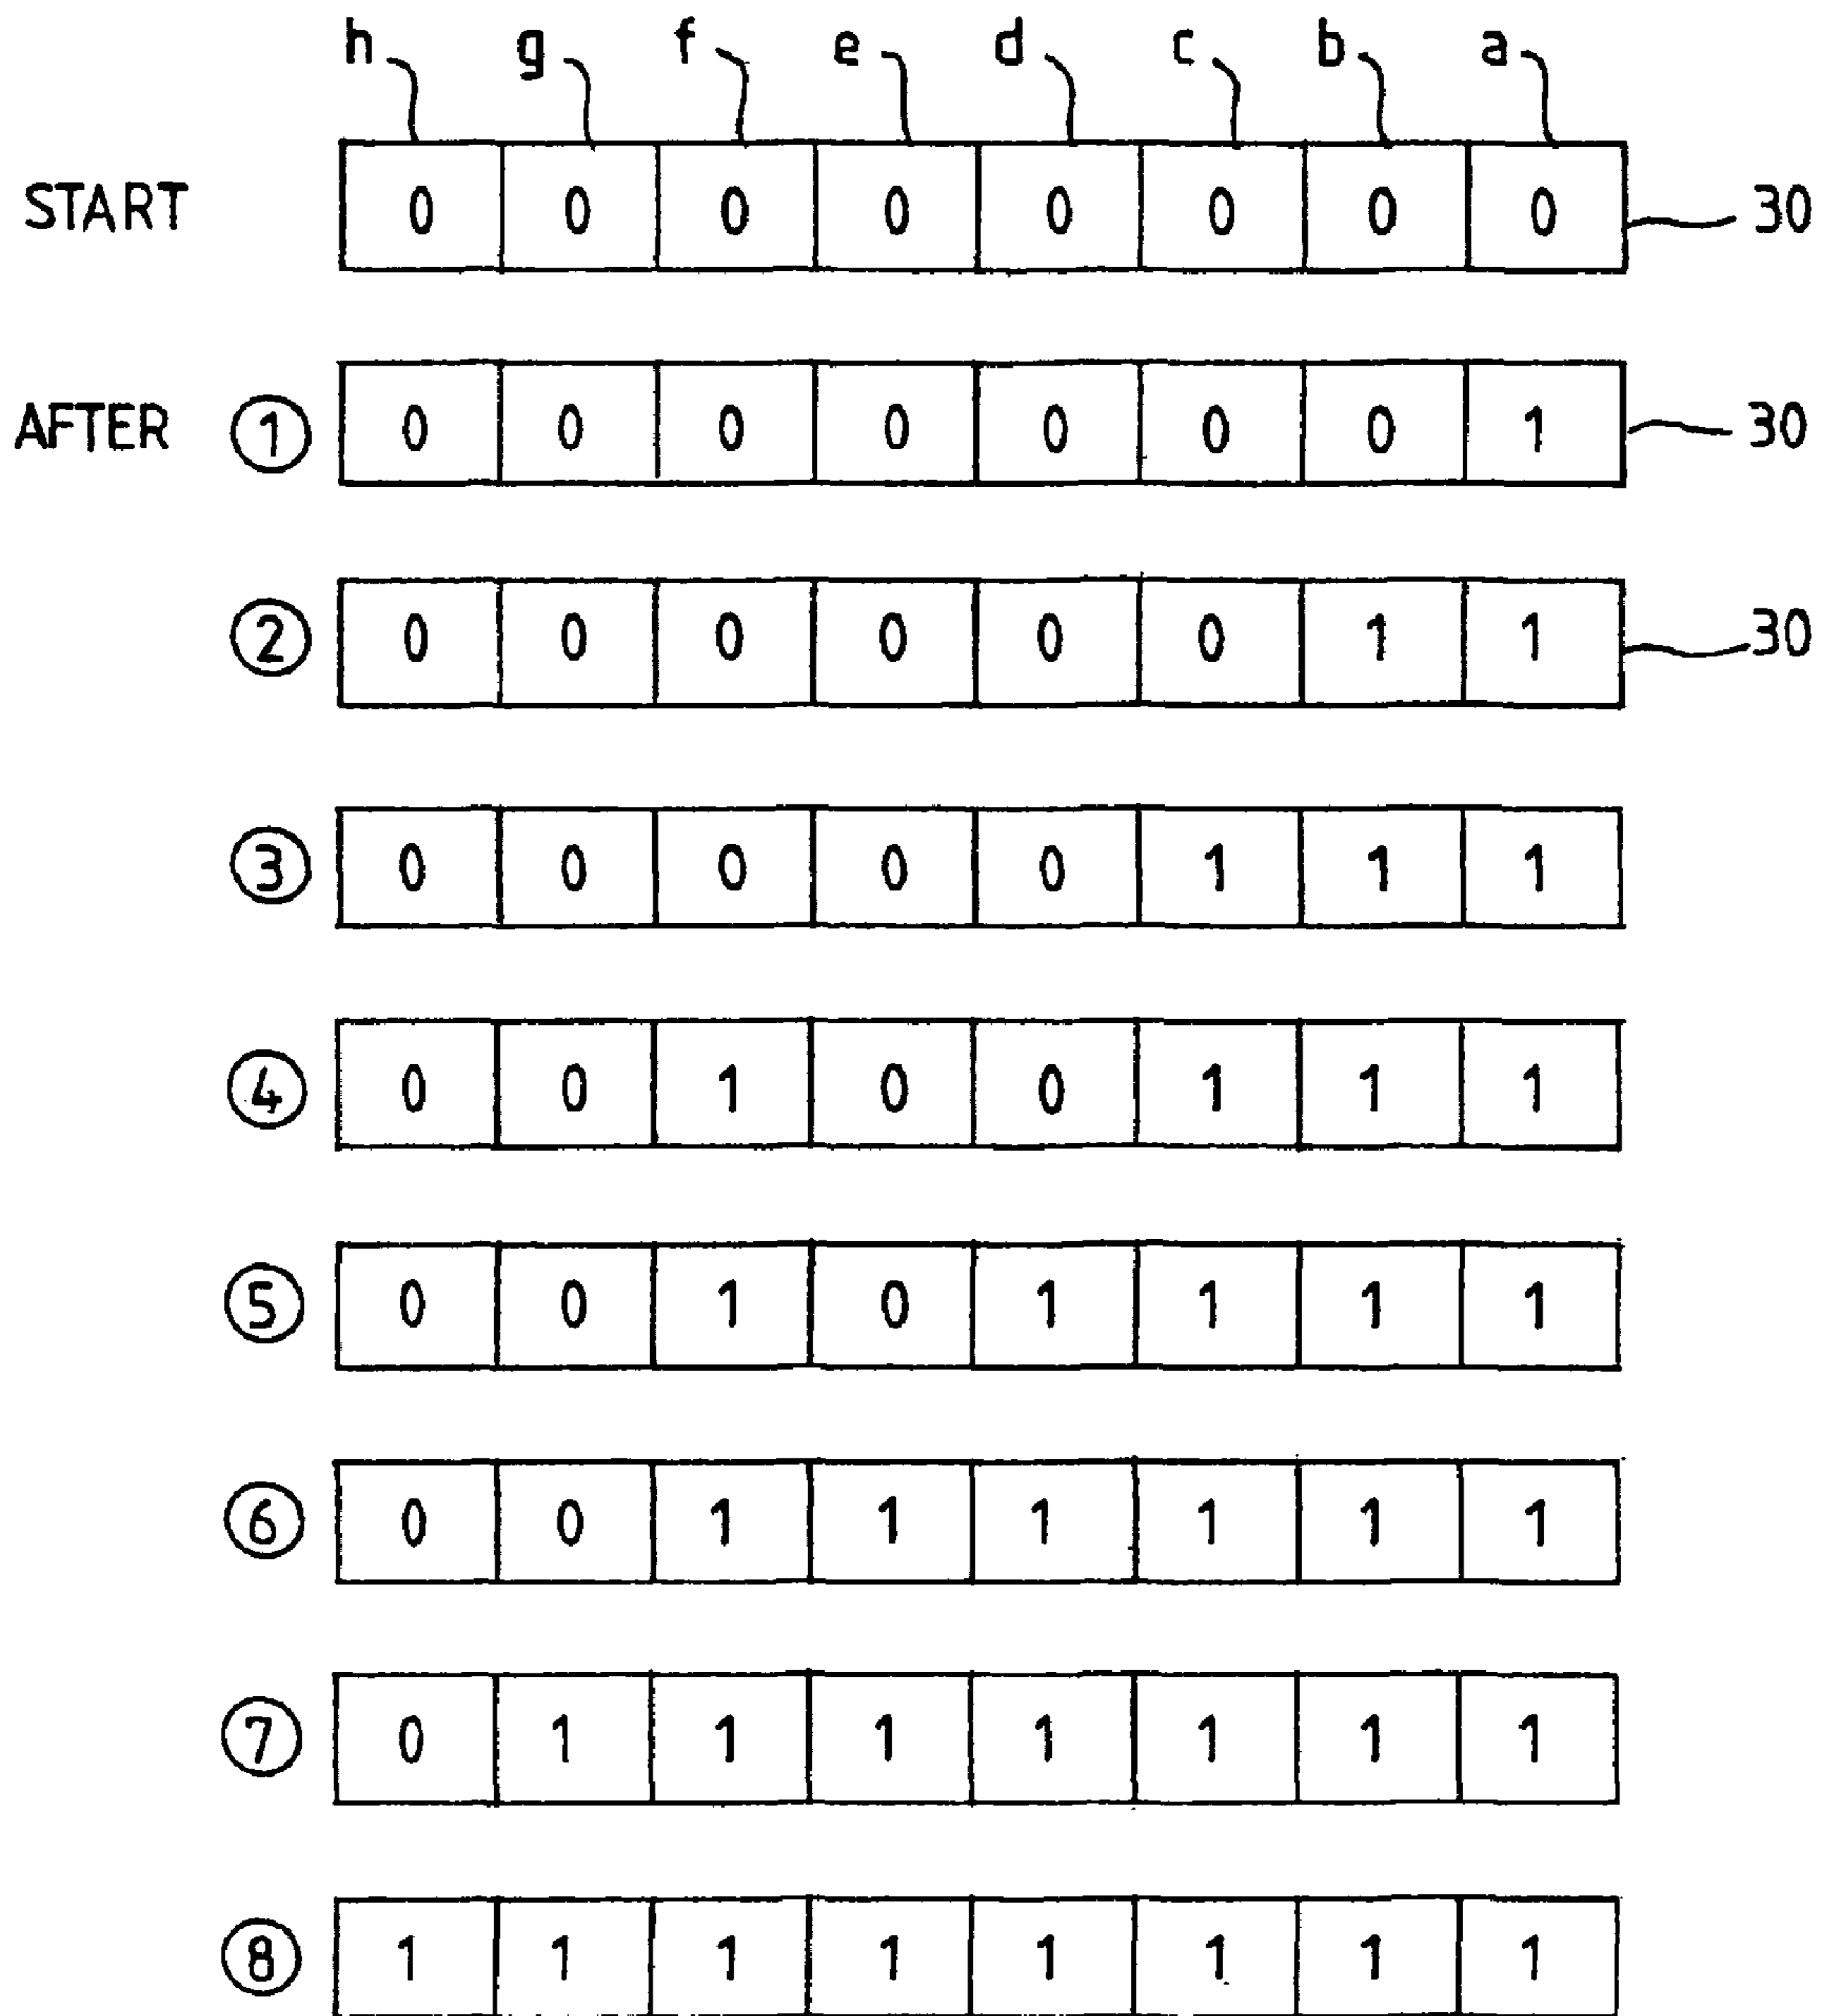 h g f e d c b a
START 0 0 0 0 0 0 0 0 30
AFTER 1 0 0 0 0 0 0 0 1 30
2 0 0 0 0 0 0 1 1 30
3 0 0 0 0 0 1 1 1
4 0 0 1 0 0 1 1 1
5 0 0 1 0 1 1 1 1
6 0 0 1 1 1 1 1 1
7 0 1 1 1 1 1 1 1
8 1 1 1 1 1 1 1 1